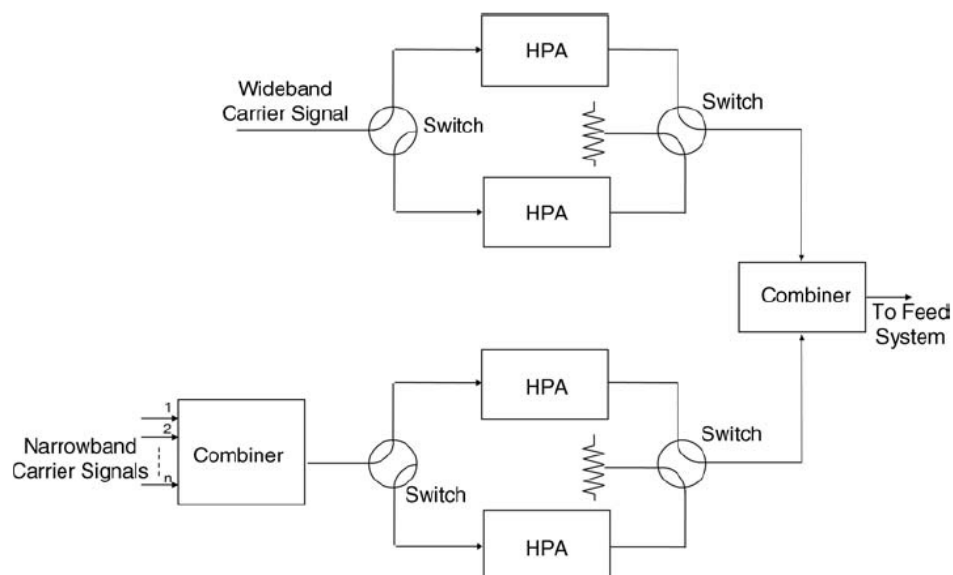 HPA
Wideband
Carrier Signal
Switch
Switch
HPA
Combiner
To Feed
System
HPA
1
2
n
Narrowband
Carrier Signals
Combiner
Switch
Switch
HPA